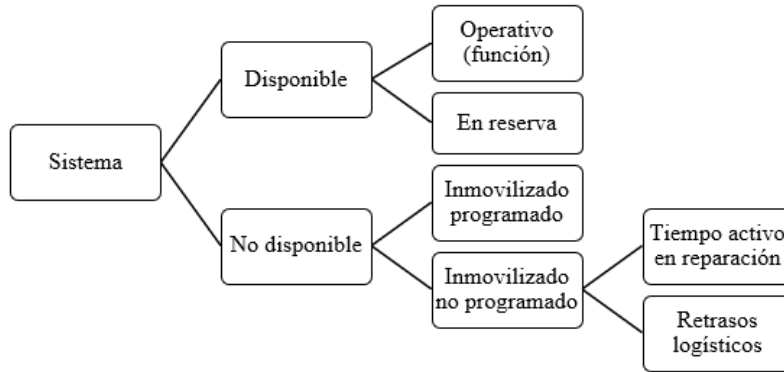 Sistema
Disponible
Operativo
(función)
En reserva
No disponible
Inmovilizado
programado
Inmovilizado
no programado
Tiempo activo
en reparación
Retrasos
logísticos